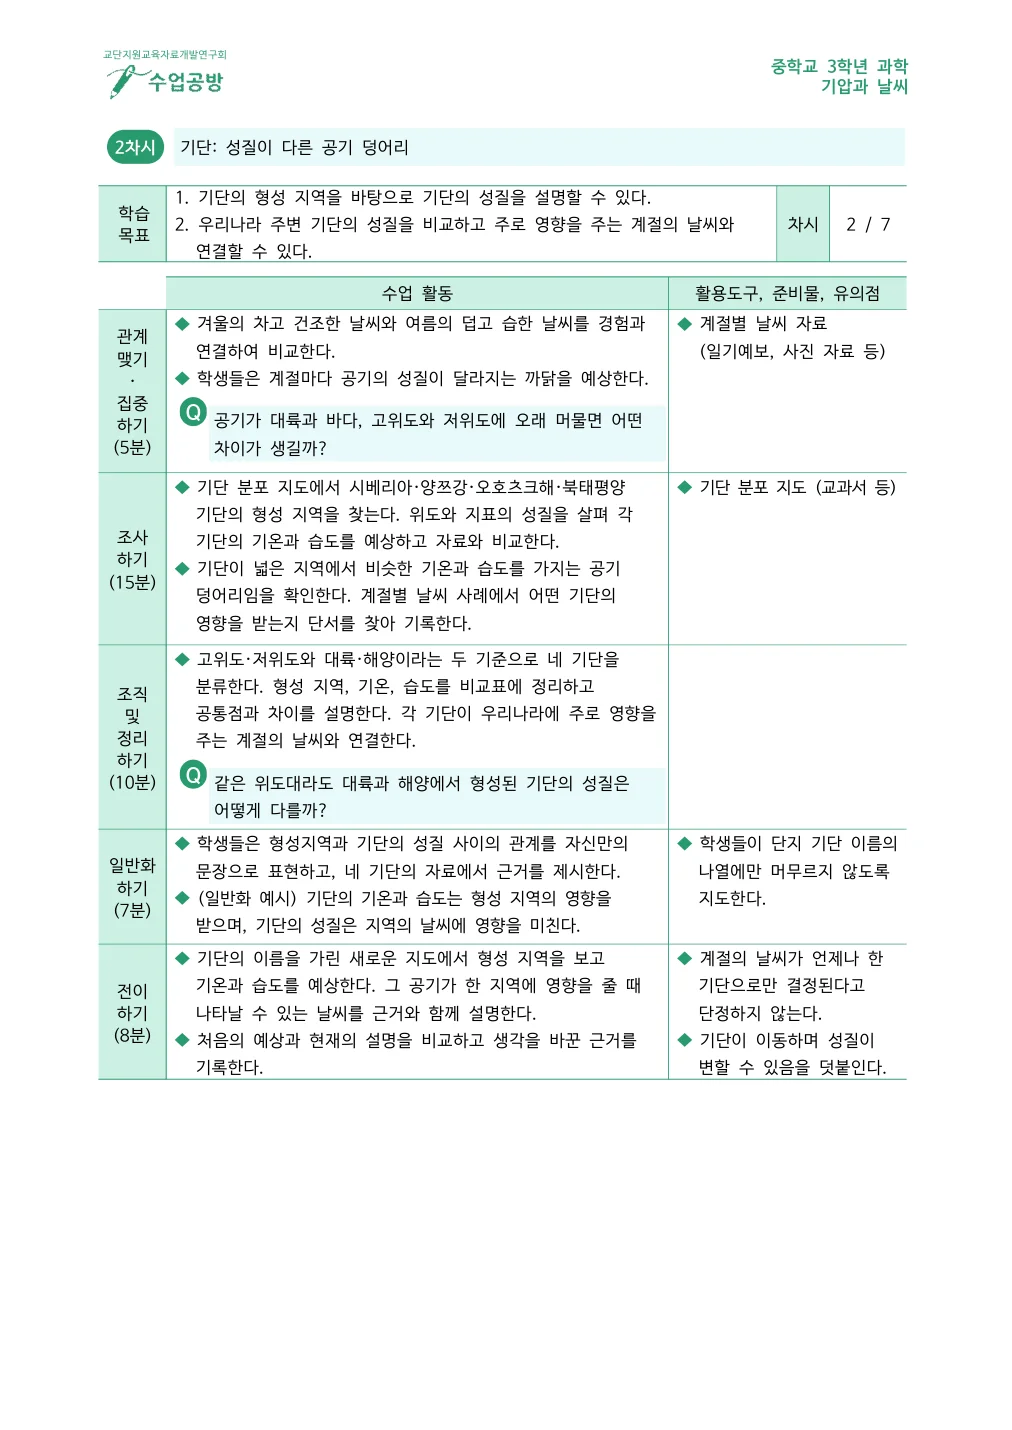 교단지원교육자료개발연구회
수업공방
중학교 3학년 과학
기압과 날씨
2차시
기단: 성질이 다른 공기 덩어리
학습
목표
1. 기단의 형성 지역을 바탕으로 기단의 성질을 설명할 수 있다.
2. 우리나라 주변 기단의 성질을 비교하고 주로 영향을 주는 계절의 날씨와
연결할 수 있다.
차시
2 / 7
수업 활동
활용도구, 준비물, 유의점
관계
맺기
·
집중
하기
(5분)
◆ 겨울의 차고 건조한 날씨와 여름의 덥고 습한 날씨를 경험과
연결하여 비교한다.
◆ 학생들은 계절마다 공기의 성질이 달라지는 까닭을 예상한다.
Q
공기가 대륙과 바다, 고위도와 저위도에 오래 머물면 어떤
차이가 생길까?
◆ 계절별 날씨 자료
(일기예보, 사진 자료 등)
조사
하기
(15분)
◆ 기단 분포 지도에서 시베리아·양쯔강·오호츠크해·북태평양
기단의 형성 지역을 찾는다. 위도와 지표의 성질을 살펴 각
기단의 기온과 습도를 예상하고 자료와 비교한다.
◆ 기단이 넓은 지역에서 비슷한 기온과 습도를 가지는 공기
덩어리임을 확인한다. 계절별 날씨 사례에서 어떤 기단의
영향을 받는지 단서를 찾아 기록한다.
◆ 기단 분포 지도 (교과서 등)
조직
및
정리
하기
(10분)
◆ 고위도·저위도와 대륙·해양이라는 두 기준으로 네 기단을
분류한다. 형성 지역, 기온, 습도를 비교표에 정리하고
공통점과 차이를 설명한다. 각 기단이 우리나라에 주로 영향을
주는 계절의 날씨와 연결한다.
Q
같은 위도대라도 대륙과 해양에서 형성된 기단의 성질은
어떻게 다를까?
일반화
하기
(7분)
◆ 학생들은 형성지역과 기단의 성질 사이의 관계를 자신만의
문장으로 표현하고, 네 기단의 자료에서 근거를 제시한다.
◆ (일반화 예시) 기단의 기온과 습도는 형성 지역의 영향을
받으며, 기단의 성질은 지역의 날씨에 영향을 미친다.
◆ 학생들이 단지 기단 이름의
나열에만 머무르지 않도록
지도한다.
전이
하기
(8분)
◆ 기단의 이름을 가린 새로운 지도에서 형성 지역을 보고
기온과 습도를 예상한다. 그 공기가 한 지역에 영향을 줄 때
나타날 수 있는 날씨를 근거와 함께 설명한다.
◆ 처음의 예상과 현재의 설명을 비교하고 생각을 바꾼 근거를
기록한다.
◆ 계절의 날씨가 언제나 한
기단으로만 결정된다고
단정하지 않는다.
◆ 기단이 이동하며 성질이
변할 수 있음을 덧붙인다.